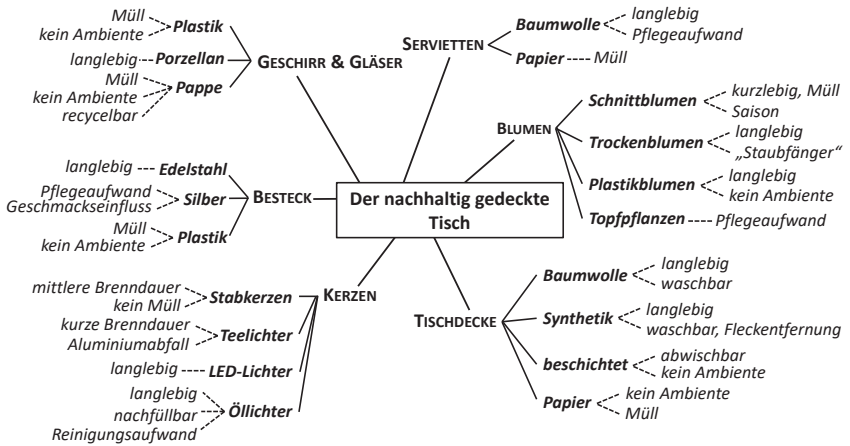 Der nachhaltig gedeckte
Tisch
GESCHIRR & GLÄSER
Plastik
Müll
kein Ambiente
Porzellan
langlebig
Pappe
Müll
kein Ambiente
recycelbar
SERVIETTEN
Baumwolle
langlebig
Pflegeaufwand
Papier
Müll
BLUMEN
Schnittblumen
kurzlebig, Müll
Saison
Trockenblumen
langlebig
„Staubfänger“
Plastikblumen
langlebig
kein Ambiente
Topfpflanzen
Pflegeaufwand
BESTECK
Edelstahl
langlebig
Silber
Pflegeaufwand
Geschmackseinfluss
Plastik
Müll
kein Ambiente
KERZEN
Stabkerzen
mittlere Brenndauer
kein Müll
Teelichter
kurze Brenndauer
Aluminiumabfall
LED-Lichter
langlebig
Öllichter
langlebig
nachfüllbar
Reinigungsaufwand
TISCHDECKE
Baumwolle
langlebig
waschbar
Synthetik
langlebig
waschbar, Fleckentfernung
beschichtet
abwischbar
kein Ambiente
Papier
kein Ambiente
Müll